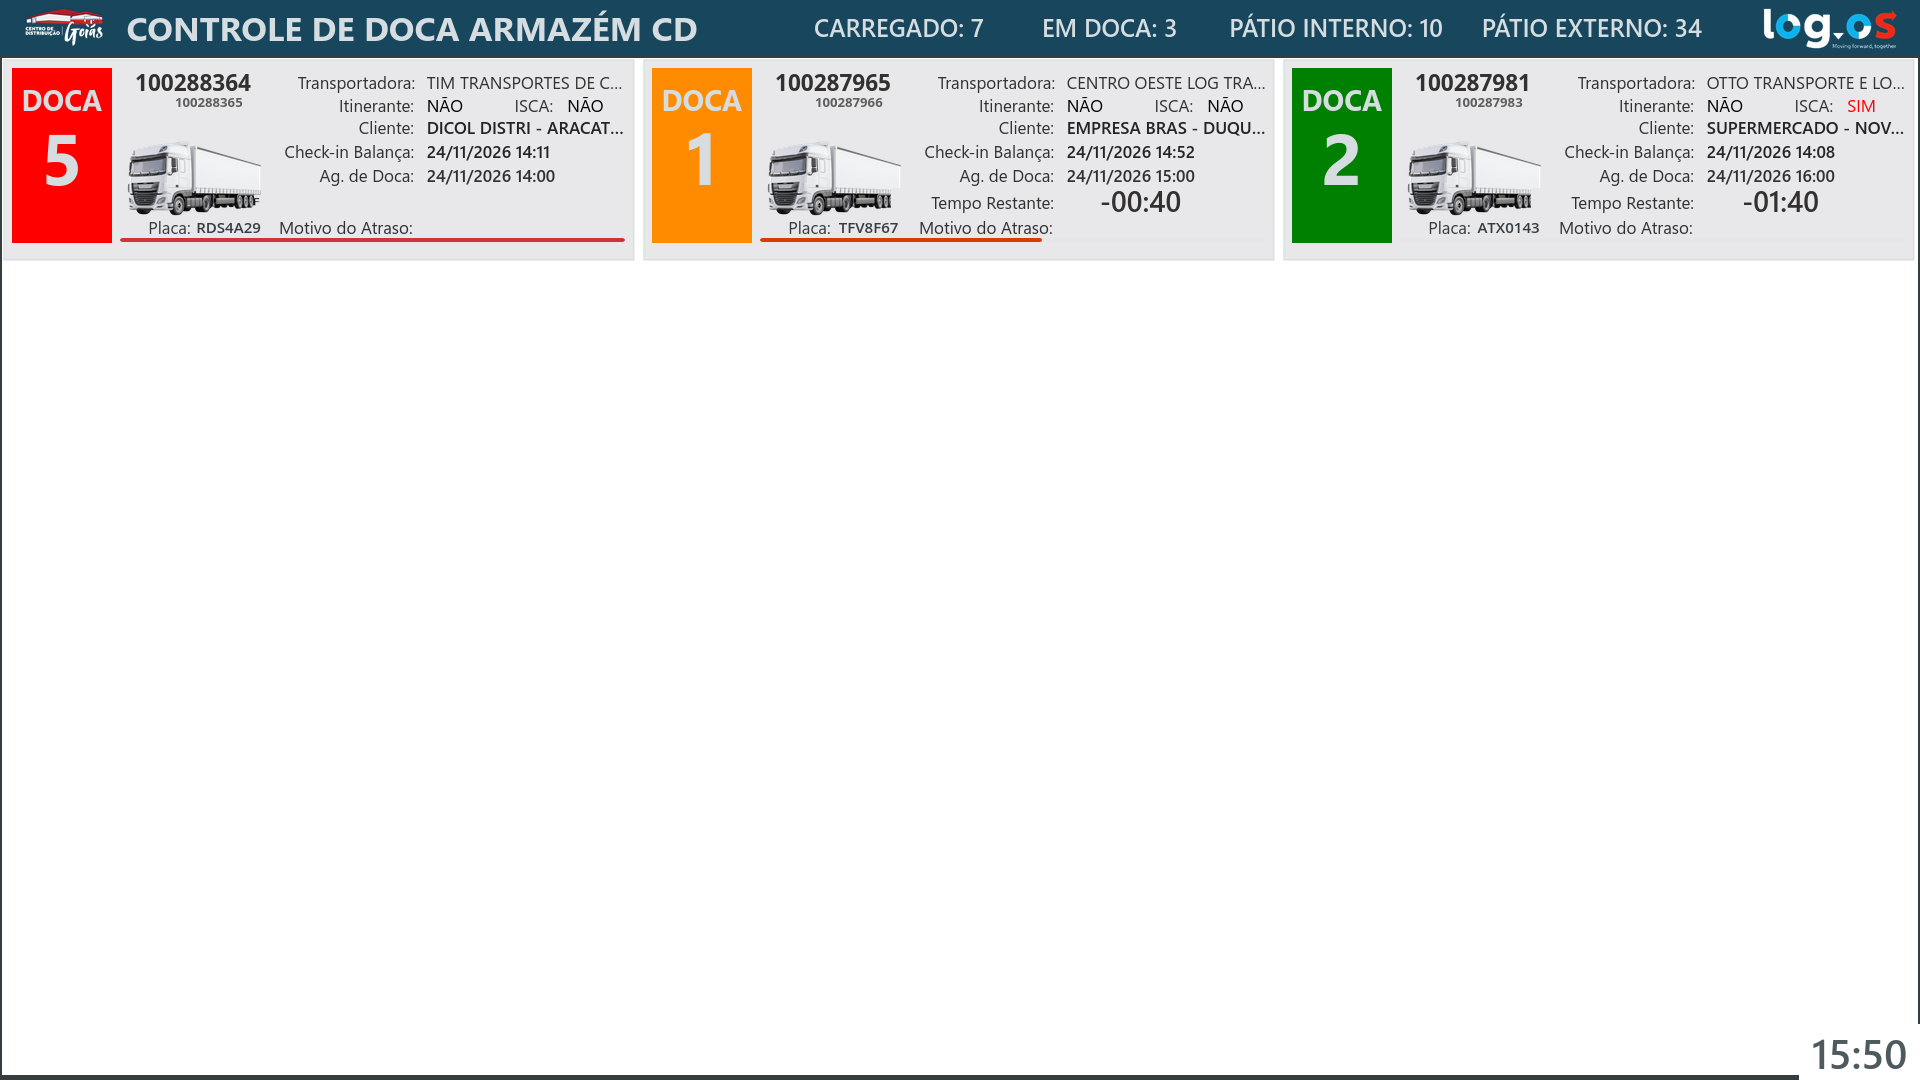 CENTRO DE DISTRIBUIÇÃO Goiás
CONTROLE DE DOCA ARMAZÉM CD
CARREGADO: 7
EM DOCA: 3
PÁTIO INTERNO: 10
PÁTIO EXTERNO: 34
log.os
Moving forward, together
DOCA
5
100288364
100288365
Transportadora: TIM TRANSPORTES DE C...
Itinerante: NÃO ISCA: NÃO
Cliente: DICOL DISTRI - ARACAT...
Check-in Balança: 24/11/2026 14:11
Ag. de Doca: 24/11/2026 14:00
Placa: RDS4A29 Motivo do Atraso:
DOCA
1
100287965
100287966
Transportadora: CENTRO OESTE LOG TRA...
Itinerante: NÃO ISCA: NÃO
Cliente: EMPRESA BRAS - DUQU...
Check-in Balança: 24/11/2026 14:52
Ag. de Doca: 24/11/2026 15:00
Tempo Restante: -00:40
Placa: TFV8F67 Motivo do Atraso:
DOCA
2
100287981
100287983
Transportadora: OTTO TRANSPORTE E LO...
Itinerante: NÃO ISCA: SIM
Cliente: SUPERMERCADO - NOV...
Check-in Balança: 24/11/2026 14:08
Ag. de Doca: 24/11/2026 16:00
Tempo Restante: -01:40
Placa: ATX0143 Motivo do Atraso:
15:50